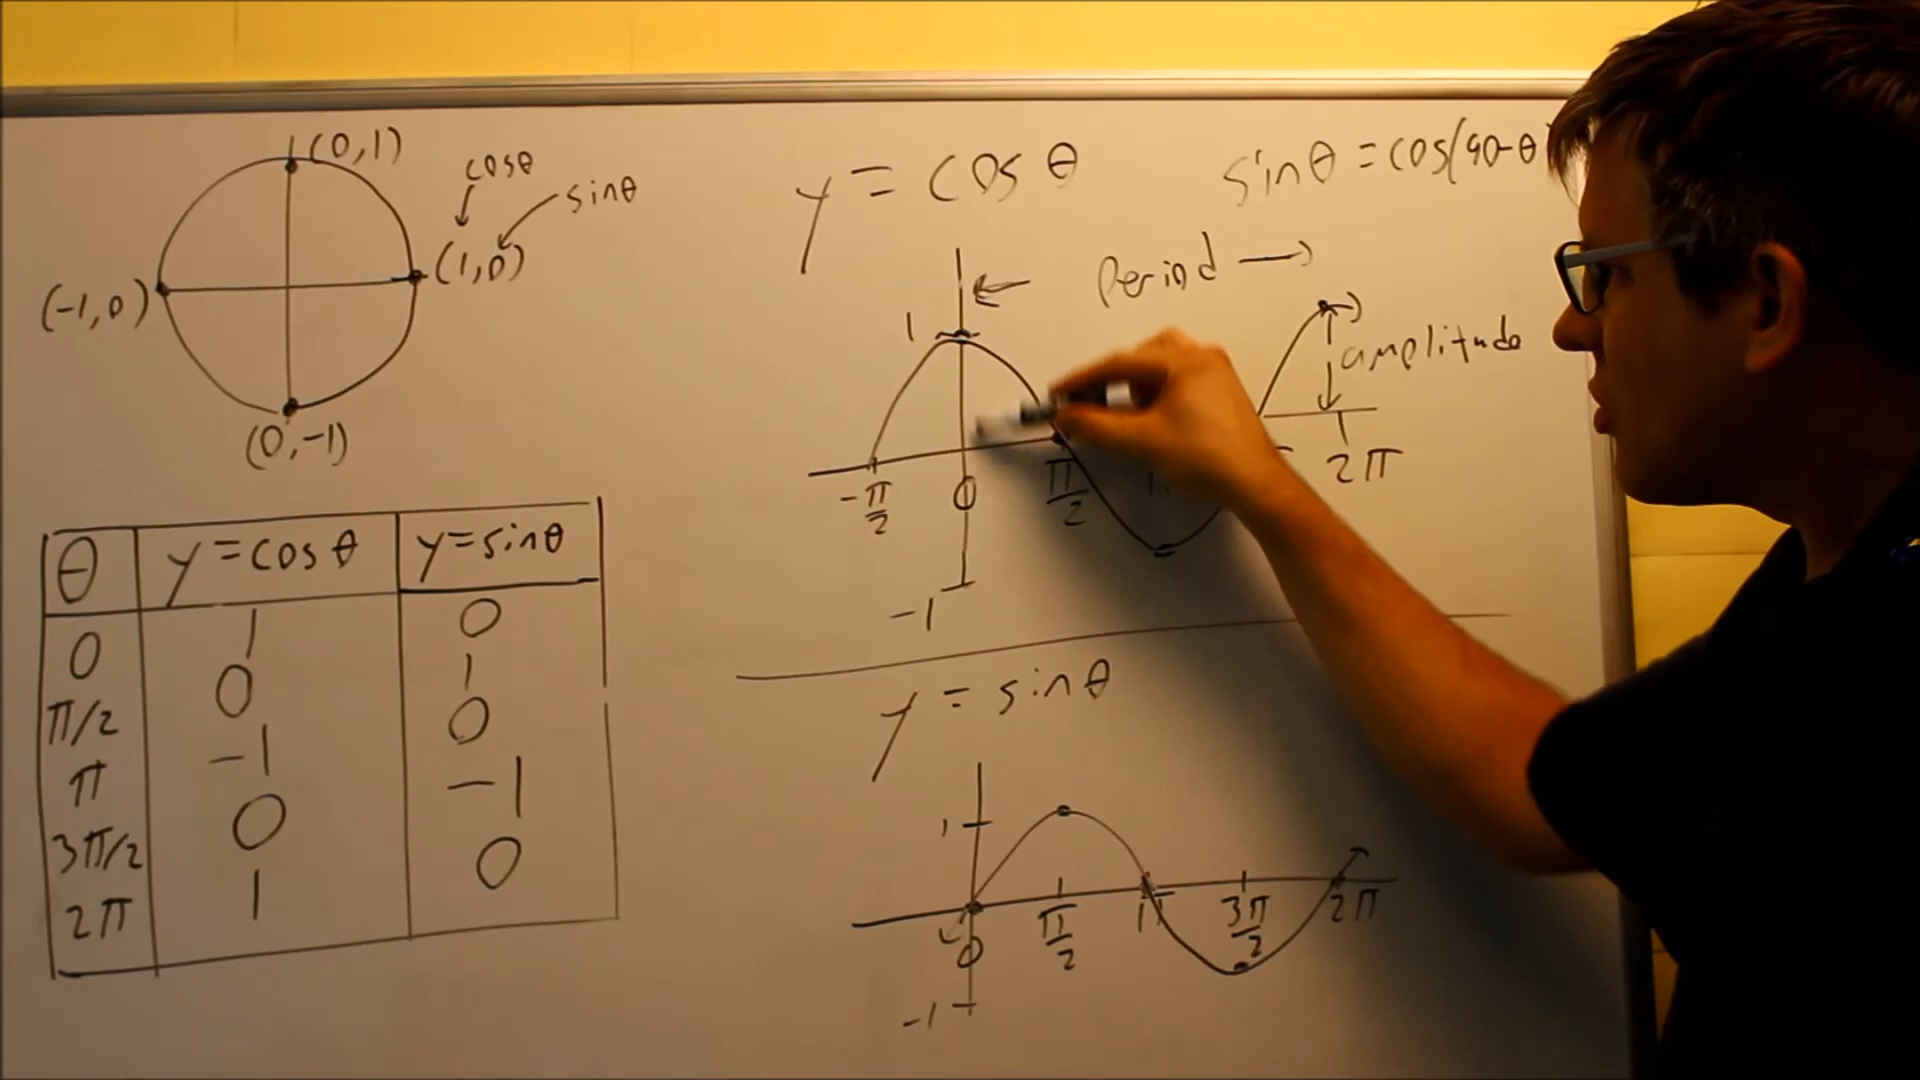 (0,1)
cosθ
sinθ
(1,0)
(-1,0)
(0,-1)
θ y=cosθ y=sinθ
0 1 0
π/2 0 1
π -1 0
3π/2 0 -1
2π 1 0
y = cos θ
sinθ = cos(90-θ
← Period →
1
amplitude
-π/2 0 π/2 2π
-1
y = sinθ
1
0 π/2 π 3π/2 2π
-1